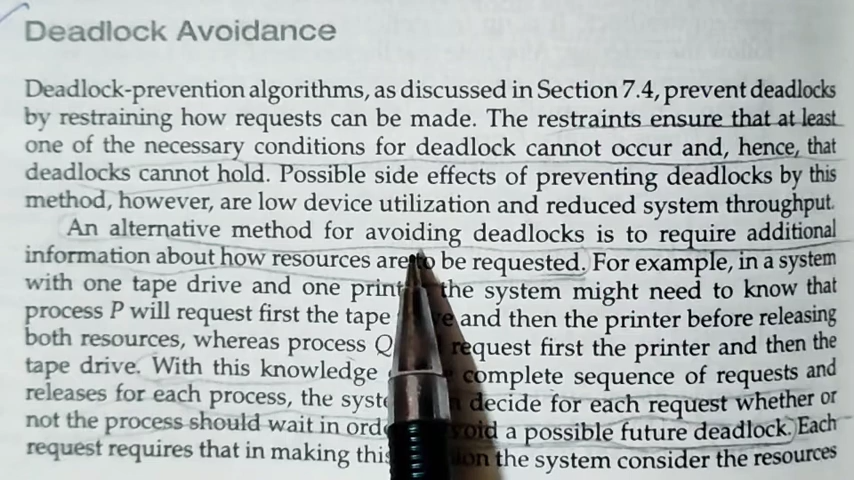 Deadlock Avoidance
Deadlock-prevention algorithms, as discussed in Section 7.4, prevent deadlocks
by restraining how requests can be made. The restraints ensure that at least
one of the necessary conditions for deadlock cannot occur and, hence, that
deadlocks cannot hold. Possible side effects of preventing deadlocks by this
method, however, are low device utilization and reduced system throughput.
An alternative method for avoiding deadlocks is to require additional
information about how resources are to be requested. For example, in a system
with one tape drive and one the system might need to know that
process P will request first the tape and then the printer before releasing
both resources, whereas process Q request first the printer and then the
tape drive. With this knowledge complete sequence of requests and
releases for each process, the decide for each request whether or
not the process should wait in a possible future deadlock. Each
request requires that in making the system consider the resources